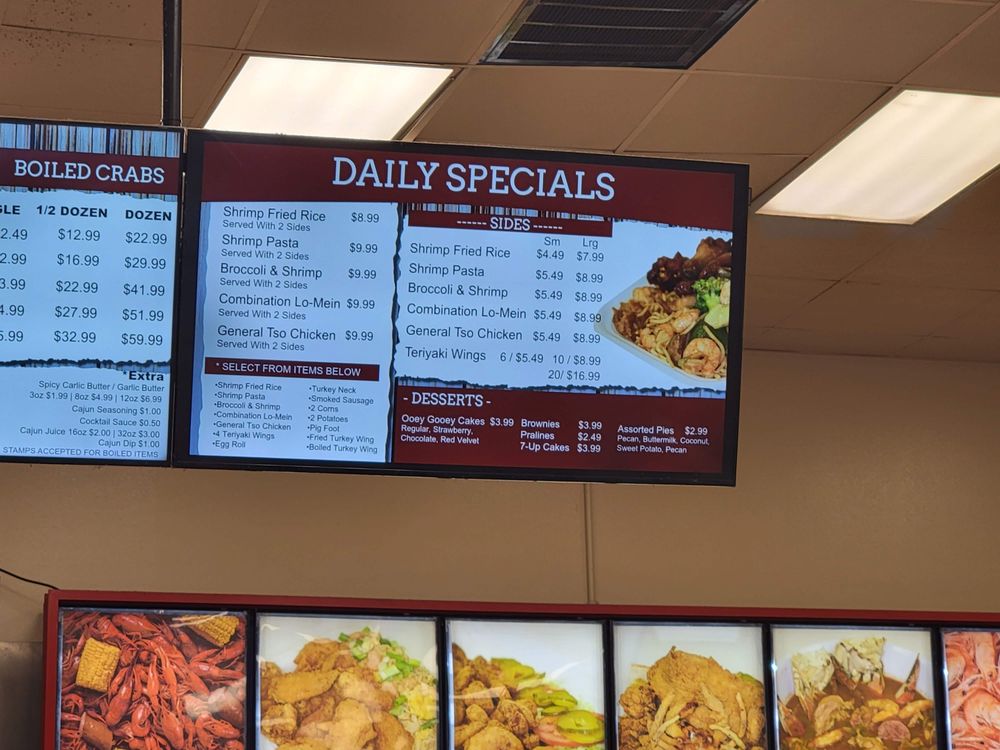 BOILED CRABS
GLE 1/2 DOZEN DOZEN
2.49 $12.99 $22.99
2.99 $16.99 $29.99
3.99 $22.99 $41.99
4.99 $27.99 $51.99
5.99 $32.99 $59.99
*Extra
Spicy Carlic Butter / Garlic Butter
3oz $1.99 | 8oz $4.99 | 12oz $6.99
Cajun Seasoning $1.00
Cocktail Sauce $0.50
Cajun Juice 16oz $2.00 | 32oz $3.00
Cajun Dip $1.00
STAMPS ACCEPTED FOR BOILED ITEMS
DAILY SPECIALS
Shrimp Fried Rice $8.99
Served With 2 Sides
Shrimp Pasta $9.99
Served With 2 Sides
Broccoli & Shrimp $9.99
Served With 2 Sides
Combination Lo-Mein $9.99
Served With 2 Sides
General Tso Chicken $9.99
Served With 2 Sides
* SELECT FROM ITEMS BELOW
•Shrimp Fried Rice
•Shrimp Pasta
•Broccoli & Shrimp
•Combination Lo-Mein
•General Tso Chicken
•4 Teriyaki Wings
•Egg Roll
•Turkey Neck
•Smoked Sausage
•2 Corns
•2 Potatoes
•Pig Foot
•Fried Turkey Wing
•Boiled Turkey Wing
------ SIDES ------
Sm Lrg
Shrimp Fried Rice $4.49 $7.99
Shrimp Pasta $5.49 $8.99
Broccoli & Shrimp $5.49 $8.99
Combination Lo-Mein $5.49 $8.99
General Tso Chicken $5.49 $8.99
Teriyaki Wings 6 / $5.49 10 / $8.99
20/ $16.99
- DESSERTS -
Ooey Gooey Cakes $3.99
Regular, Strawberry,
Chocolate, Red Velvet
Brownies $3.99
Pralines $2.49
7-Up Cakes $3.99
Assorted Pies $2.99
Pecan, Buttermilk, Coconut,
Sweet Potato, Pecan